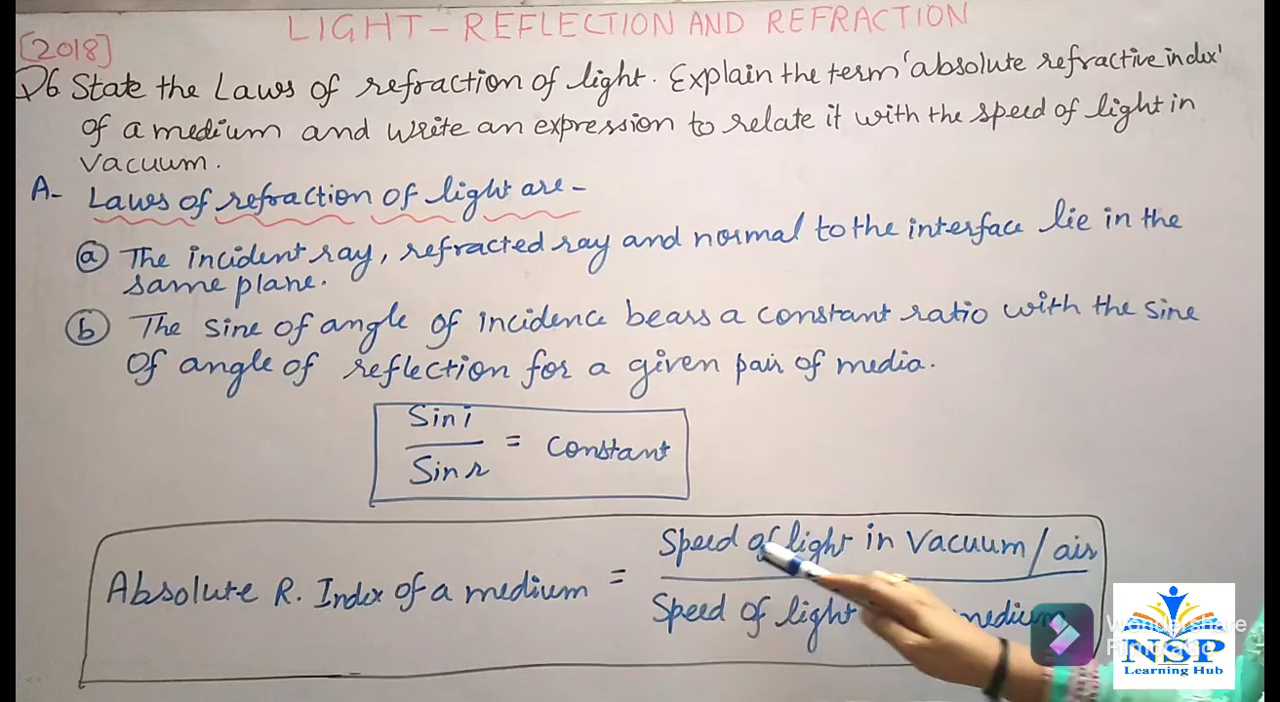 LIGHT - REFLECTION AND REFRACTION
[2018]
Q6. State the Laws of refraction of light. Explain the term 'absolute refractive index'
of a medium and write an expression to relate it with the speed of light in
vacuum.
A- Laws of refraction of light are -
(a) The incident ray, refracted ray and normal to the interface lie in the
same plane.
(b) The sine of angle of incidence bears a constant ratio with the sine
of angle of reflection for a given pair of media.
Sin i
Sin r
= Constant
Absolute R. Index of a medium =
Speed of light in Vacuum / air
Speed of light medium
Wondershare
Filmora
NSP
Learning Hub